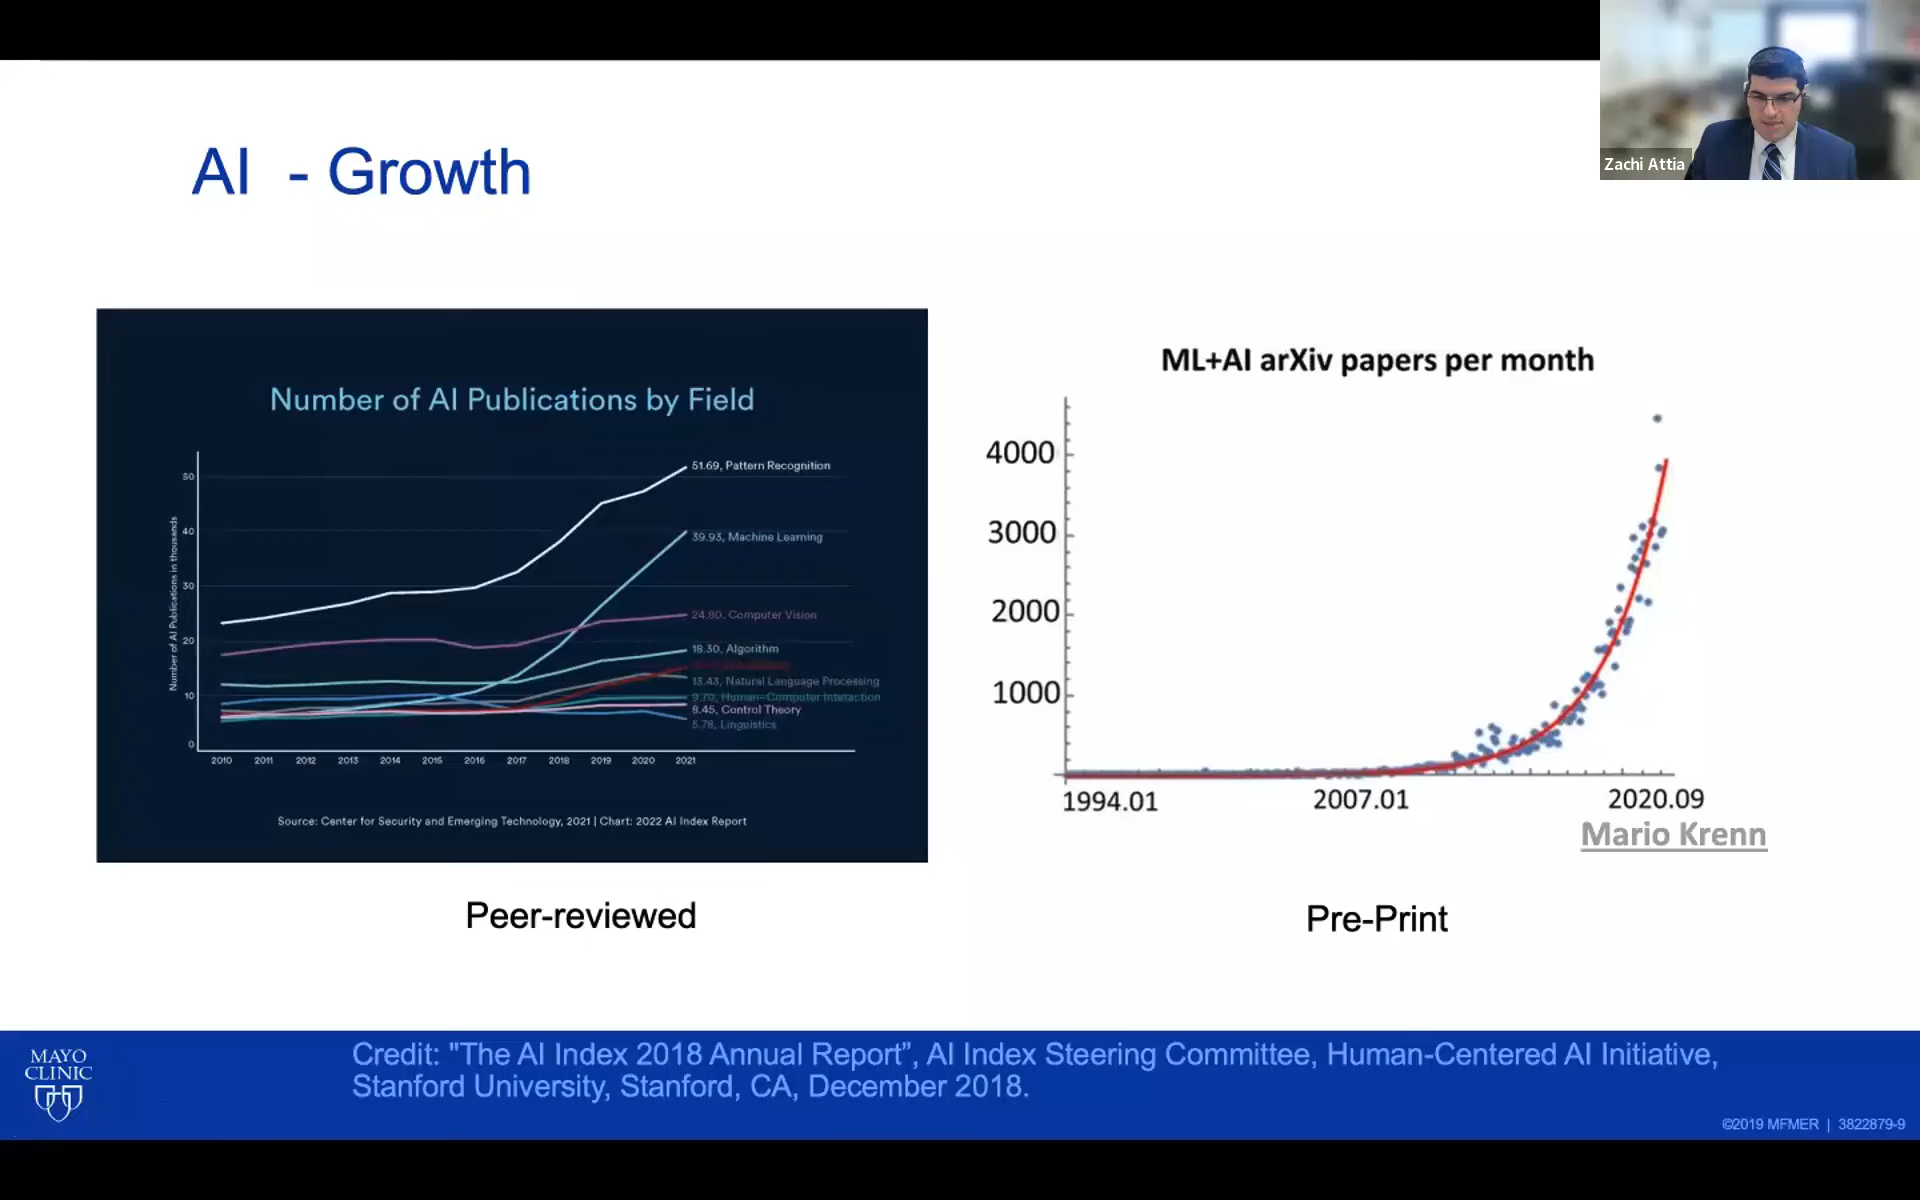 Zachi Attia
AI - Growth
Number of AI Publications by Field
Number of AI Publications in thousands
50
40
30
20
10
0
51.69, Pattern Recognition
39.93, Machine Learning
24.80, Computer Vision
18.30, Algorithm
13.43, Natural Language Processing
9.70, Human–Computer Interaction
8.45, Control Theory
5.78, Linguistics
2010 2011 2012 2013 2014 2015 2016 2017 2018 2019 2020 2021
Source: Center for Security and Emerging Technology, 2021 | Chart: 2022 AI Index Report
Peer-reviewed
ML+AI arXiv papers per month
4000
3000
2000
1000
1994.01 2007.01 2020.09
Mario Krenn
Pre-Print
MAYO
CLINIC
Credit: "The AI Index 2018 Annual Report”, AI Index Steering Committee, Human-Centered AI Initiative,
Stanford University, Stanford, CA, December 2018.
©2019 MFMER | 3822879-9